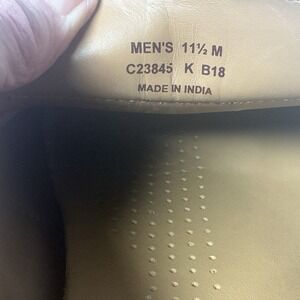 MEN'S 11½ M
C23845 K B18
MADE IN INDIA